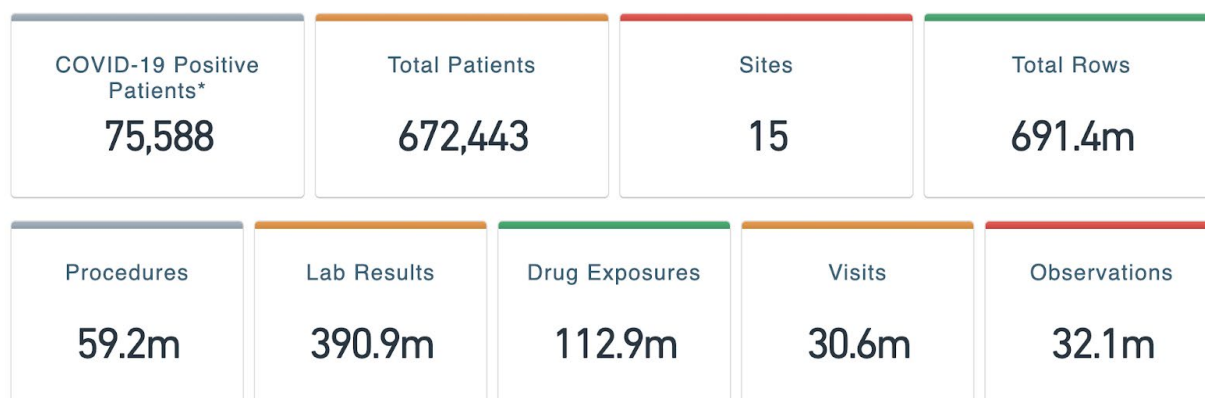 COVID-19 Positive
Patients*
75,588
Total Patients
672,443
Sites
15
Total Rows
691.4m
Procedures
59.2m
Lab Results
390.9m
Drug Exposures
112.9m
Visits
30.6m
Observations
32.1m